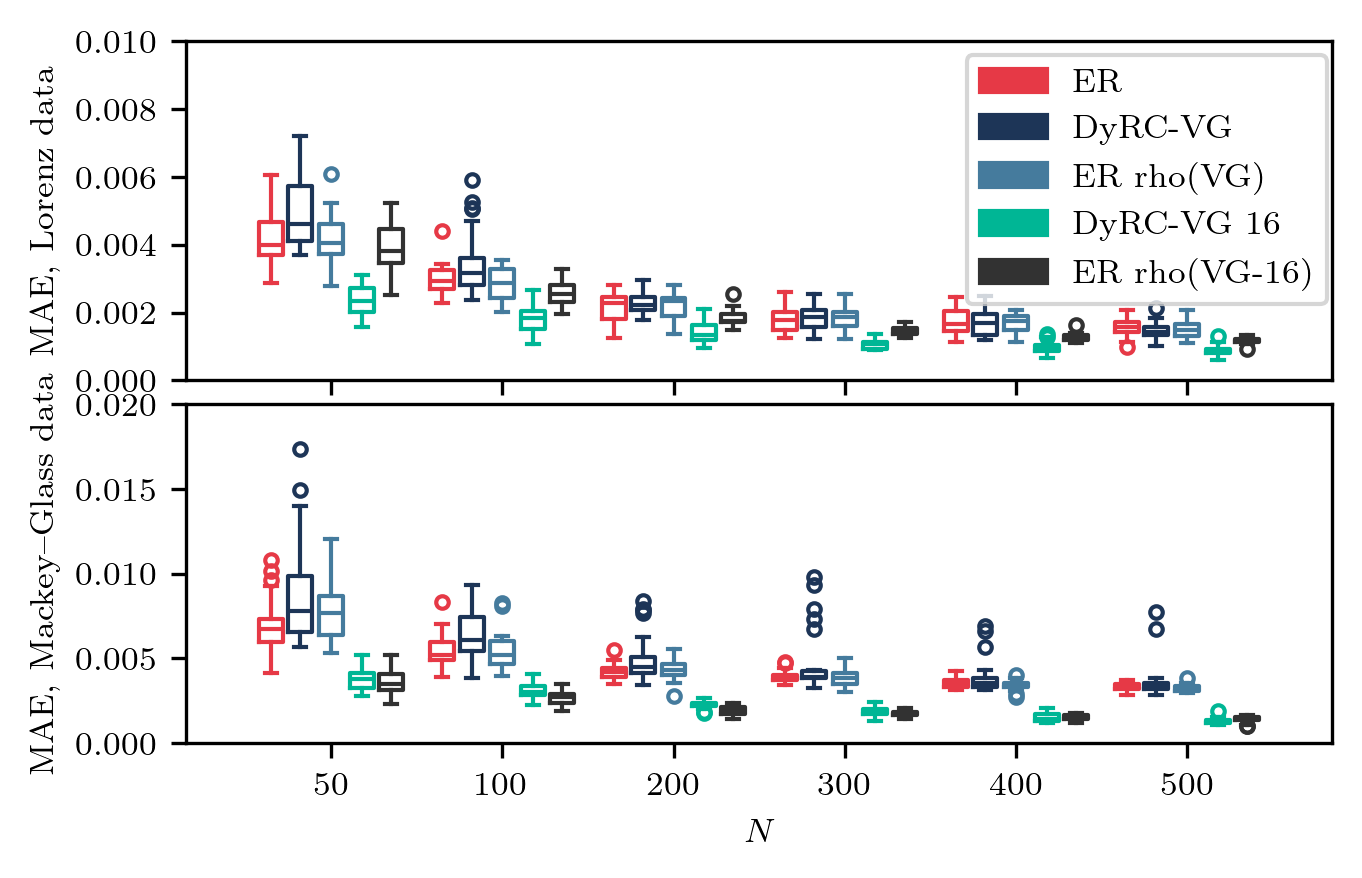 MAE, Lorenz data
0.010
0.008
0.006
0.004
0.002
0.000
ER
DyRC-VG
ER rho(VG)
DyRC-VG 16
ER rho(VG-16)
MAE, Mackey–Glass data
0.020
0.015
0.010
0.005
0.000
50
100
200
300
400
500
N